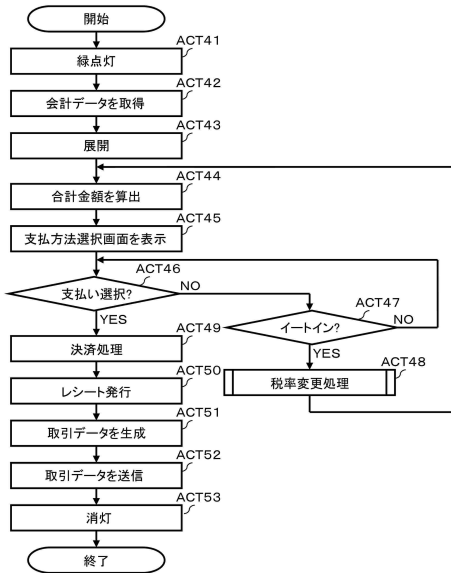 開始
ACT41
緑点灯
ACT42
会計データを取得
ACT43
展開
ACT44
合計金額を算出
ACT45
支払方法選択画面を表示
ACT46
支払い選択?
NO
YES
ACT47
イートイン?
NO
YES
ACT48
税率変更処理
ACT49
決済処理
ACT50
レシート発行
ACT51
取引データを生成
ACT52
取引データを送信
ACT53
消灯
終了